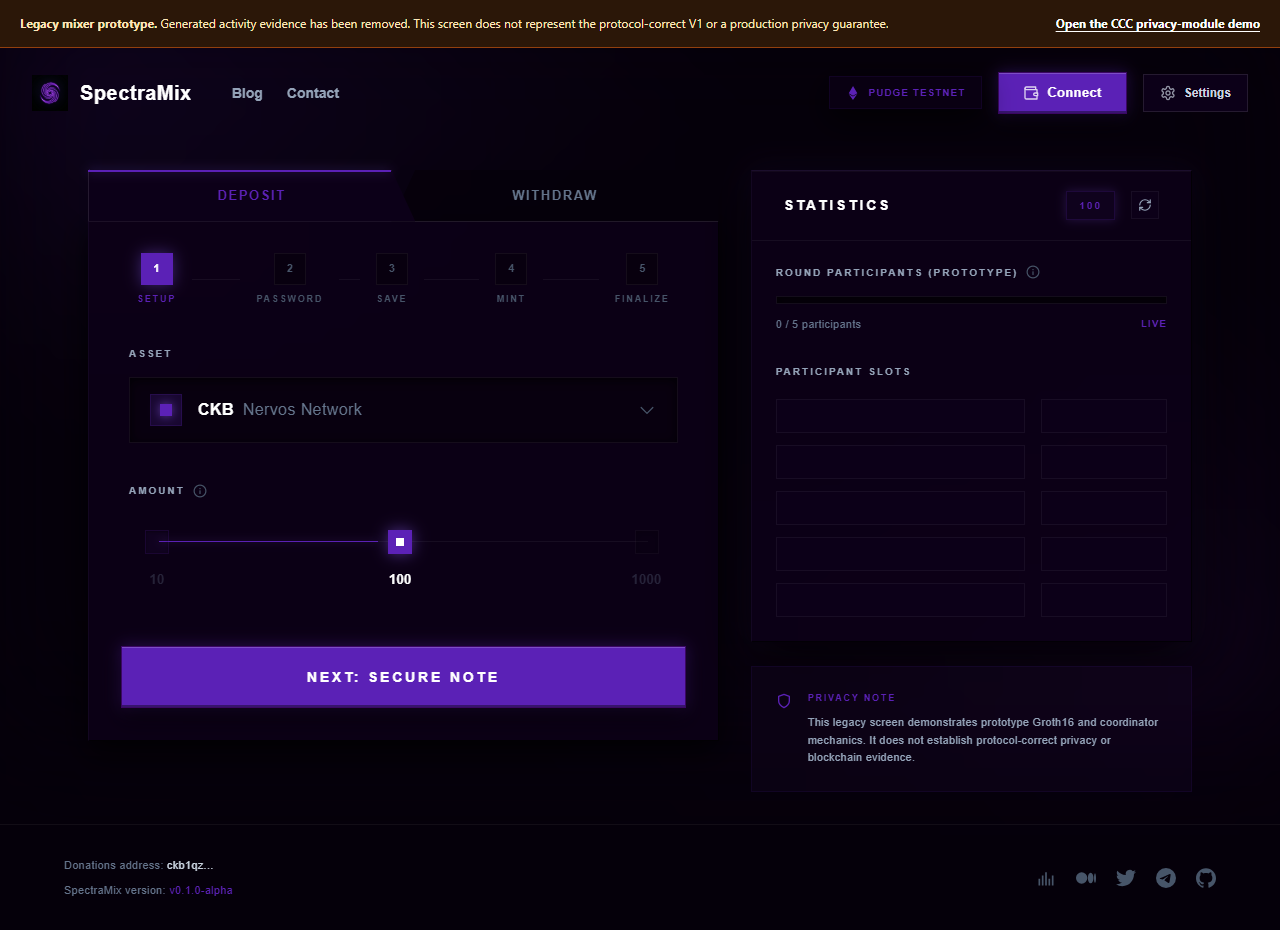 Legacy mixer prototype. Generated activity evidence has been removed. This screen does not represent the protocol-correct V1 or a production privacy guarantee.
Open the CCC privacy-module demo
SpectraMix
Blog
Contact
PUDGE TESTNET
Connect
Settings
DEPOSIT
WITHDRAW
1
2
3
4
5
SETUP
PASSWORD
SAVE
MINT
FINALIZE
ASSET
CKB Nervos Network
AMOUNT
10
100
1000
NEXT: SECURE NOTE
STATISTICS
100
ROUND PARTICIPANTS (PROTOTYPE)
0 / 5 participants
LIVE
PARTICIPANT SLOTS
PRIVACY NOTE
This legacy screen demonstrates prototype Groth16 and coordinator
mechanics. It does not establish protocol-correct privacy or
blockchain evidence.
Donations address: ckb1qz...
SpectraMix version: v0.1.0-alpha